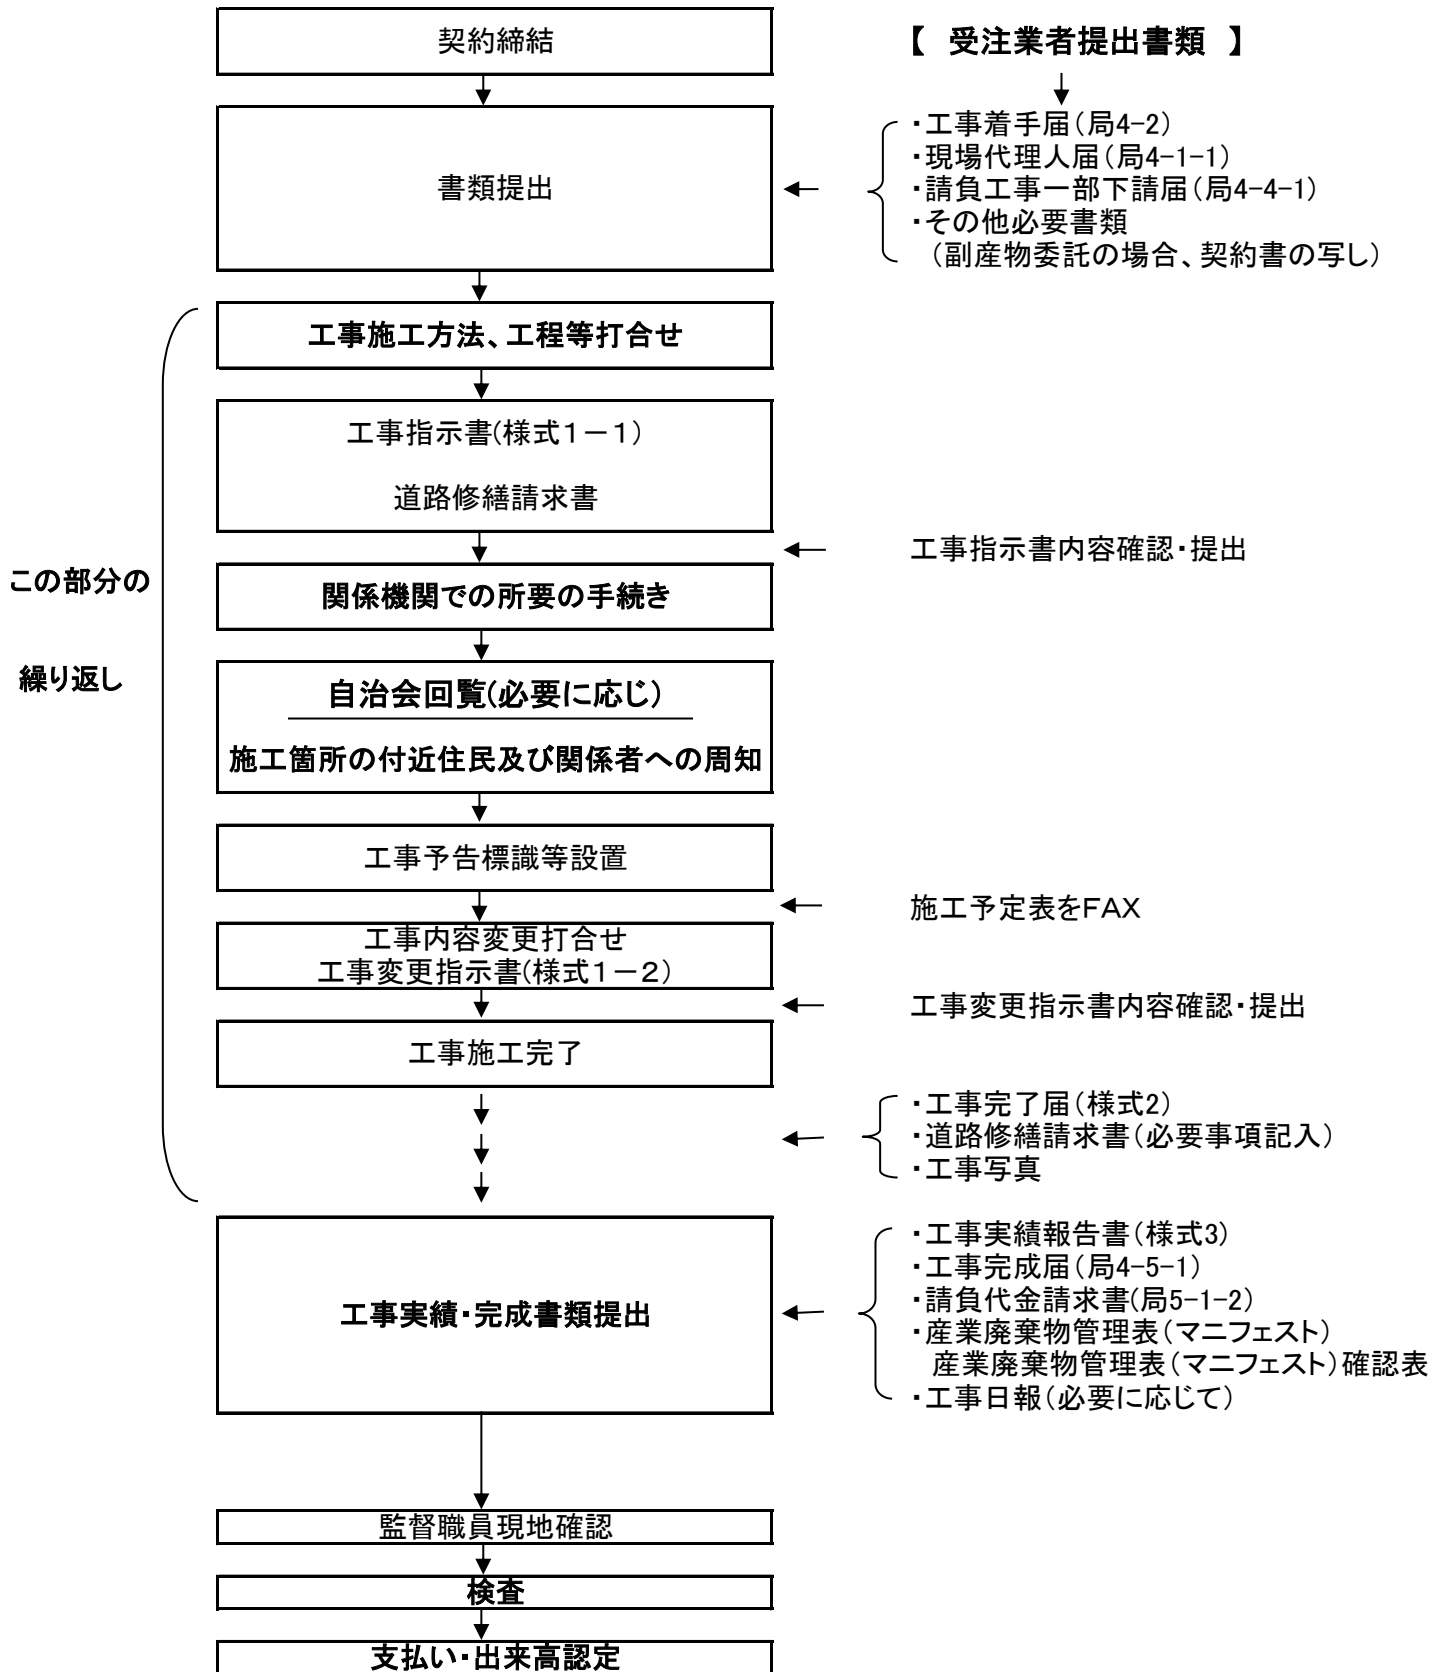 契約締結
【　受注業者提出書類　】
書類提出
・工事着手届（局4-2）
・現場代理人届（局4-1-1）
・請負工事一部下請届（局4-4-1）
・その他必要書類
（副産物委託の場合、契約書の写し）
工事施工方法、工程等打合せ
工事指示書(様式１－１)
道路修繕請求書
工事指示書内容確認・提出
この部分の
繰り返し
関係機関での所要の手続き
自治会回覧(必要に応じ)
施工箇所の付近住民及び関係者への周知
工事予告標識等設置
施工予定表をFAX
工事内容変更打合せ
工事変更指示書(様式１－２)
工事変更指示書内容確認・提出
工事施工完了
・工事完了届（様式2）
・道路修繕請求書（必要事項記入）
・工事写真
工事実績・完成書類提出
・工事実績報告書（様式3）
・工事完成届（局4-5-1）
・請負代金請求書(局5-1-2)
・産業廃棄物管理表（マニフェスト）
産業廃棄物管理表（マニフェスト）確認表
・工事日報（必要に応じて）
監督職員現地確認
検査
支払い・出来高認定